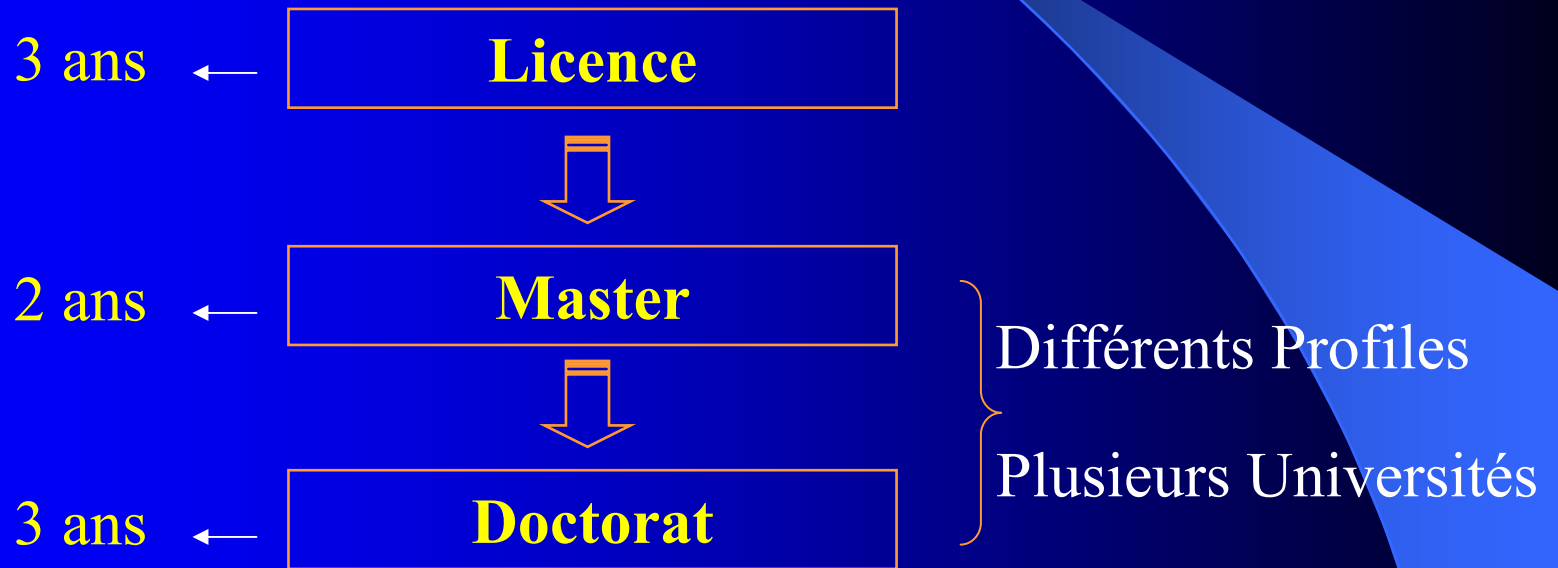 3 ans
Licence
2 ans
Master
Différents Profiles
Plusieurs Universités
3 ans
Doctorat